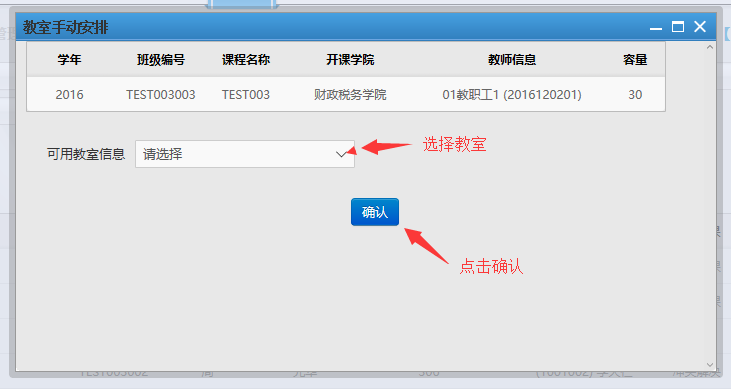 教室手动安排
学年 班级编号 课程名称 开课学院 教师信息 容量
2016 TEST003003 TEST003 财政税务学院 01教职工1 (2016120201) 30
可用教室信息 请选择 选择教室
确认
点击确认